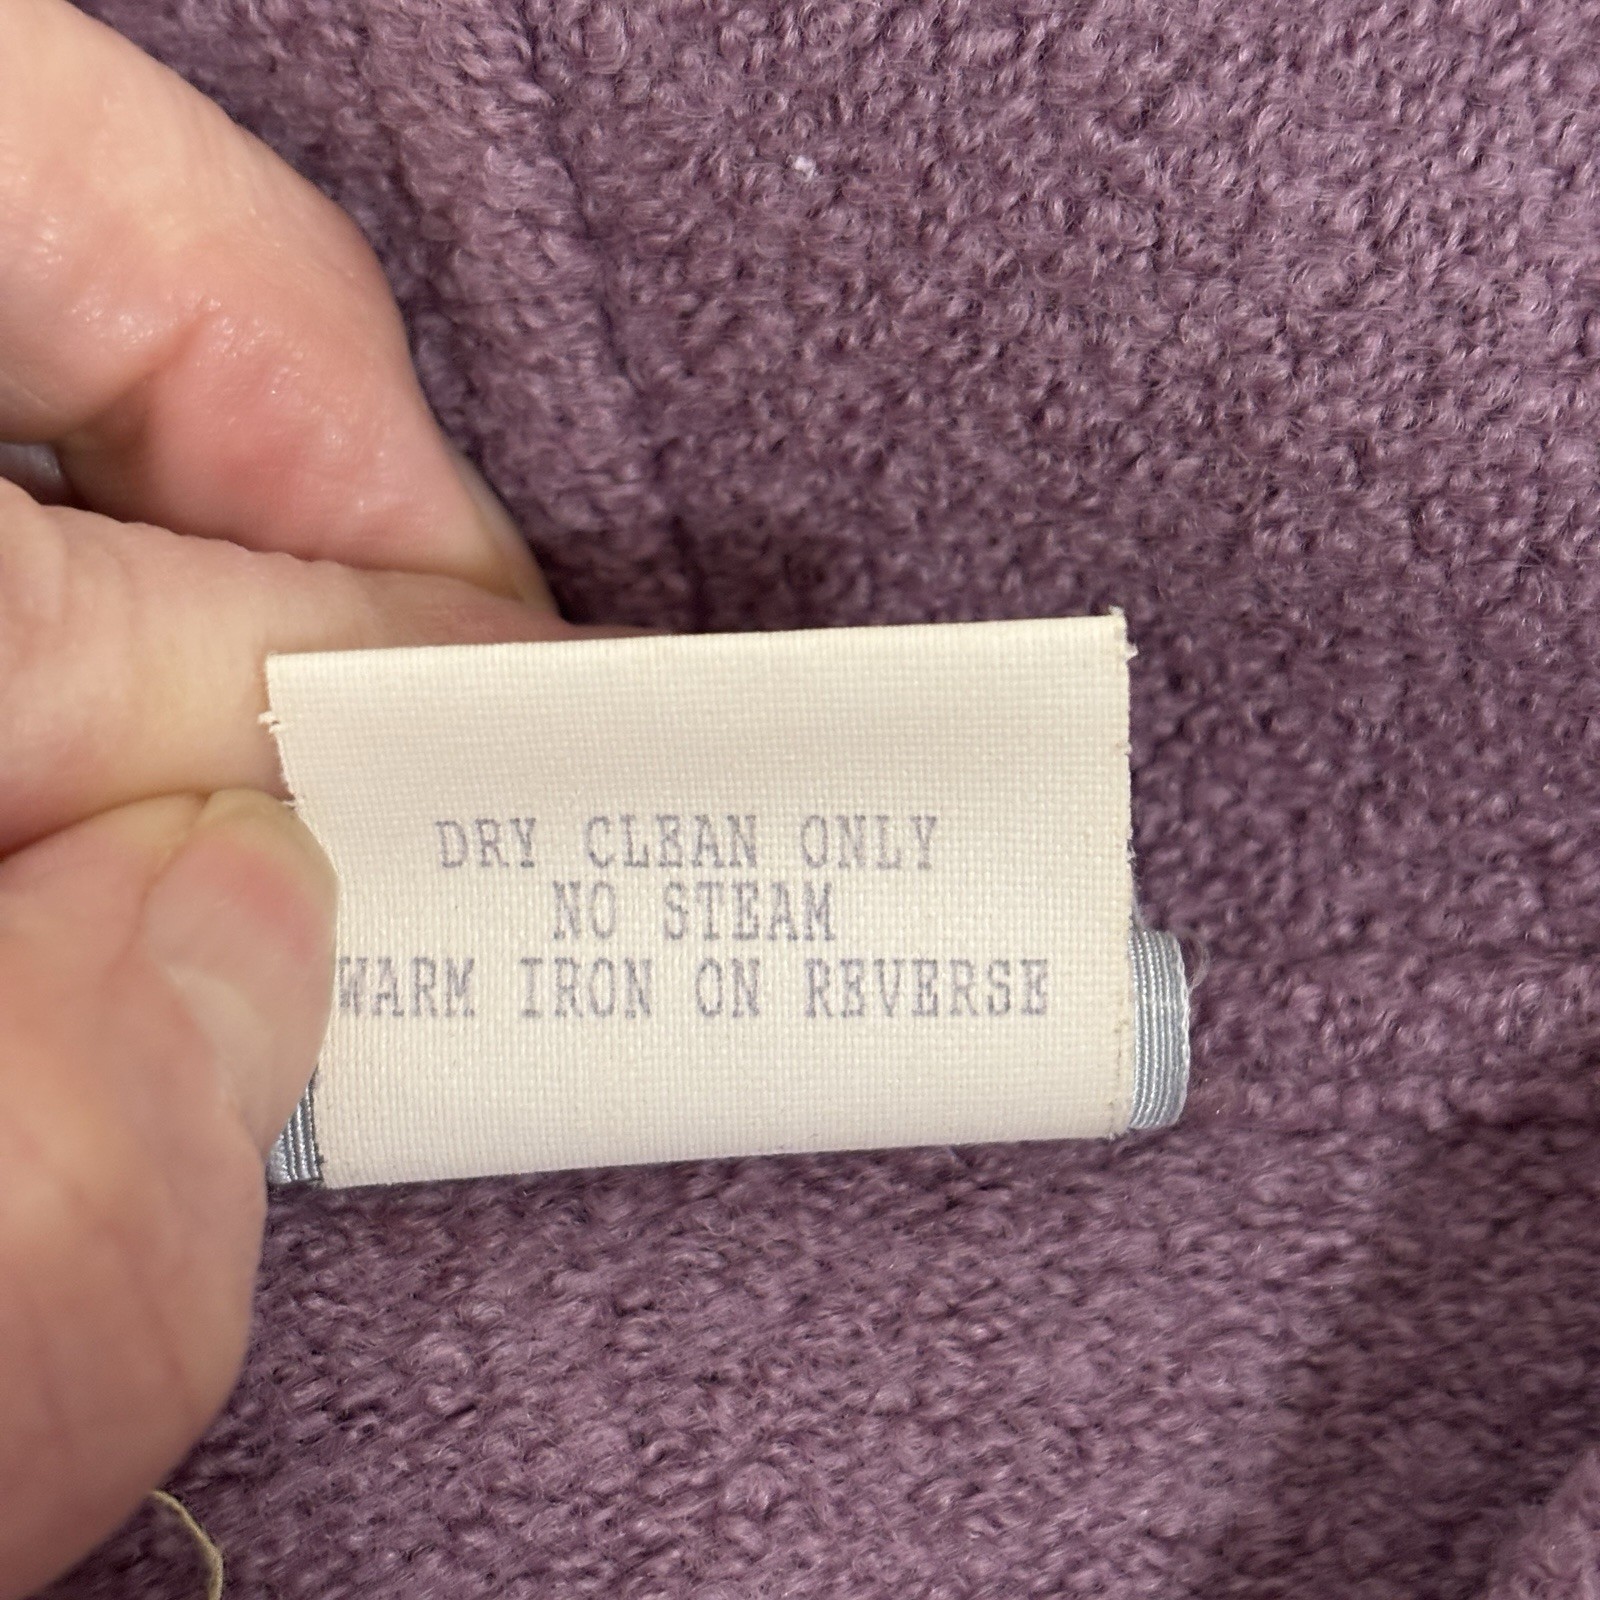 DRY CLEAN ONLY
NO STEAM
WARM IRON ON REVERSE